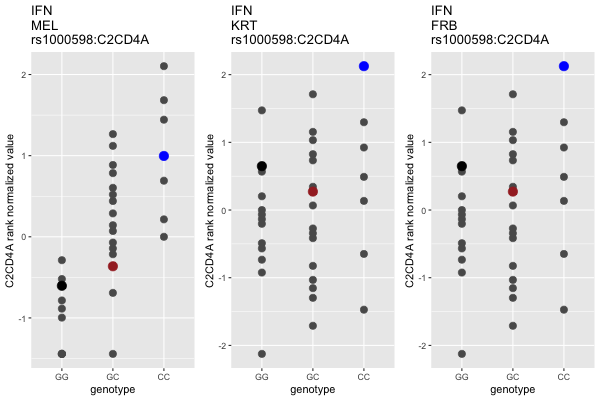 IFN
MEL
rs1000598:C2CD4A
C2CD4A rank normalized value
2
1
0
-1
GG
GC
CC
genotype
IFN
KRT
rs1000598:C2CD4A
C2CD4A rank normalized value
2
1
0
-1
-2
GG
GC
CC
genotype
IFN
FRB
rs1000598:C2CD4A
C2CD4A rank normalized value
2
1
0
-1
-2
GG
GC
CC
genotype